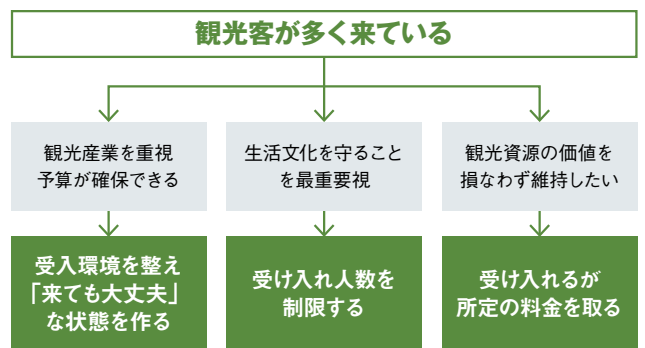 観光客が多く来ている
観光産業を重視
予算が確保できる
生活文化を守ること
を最重要視
観光資源の価値を
損なわず維持したい
受入環境を整え
「来ても大丈夫」
な状態を作る
受け入れ人数を
制限する
受け入れるが
所定の料金を取る